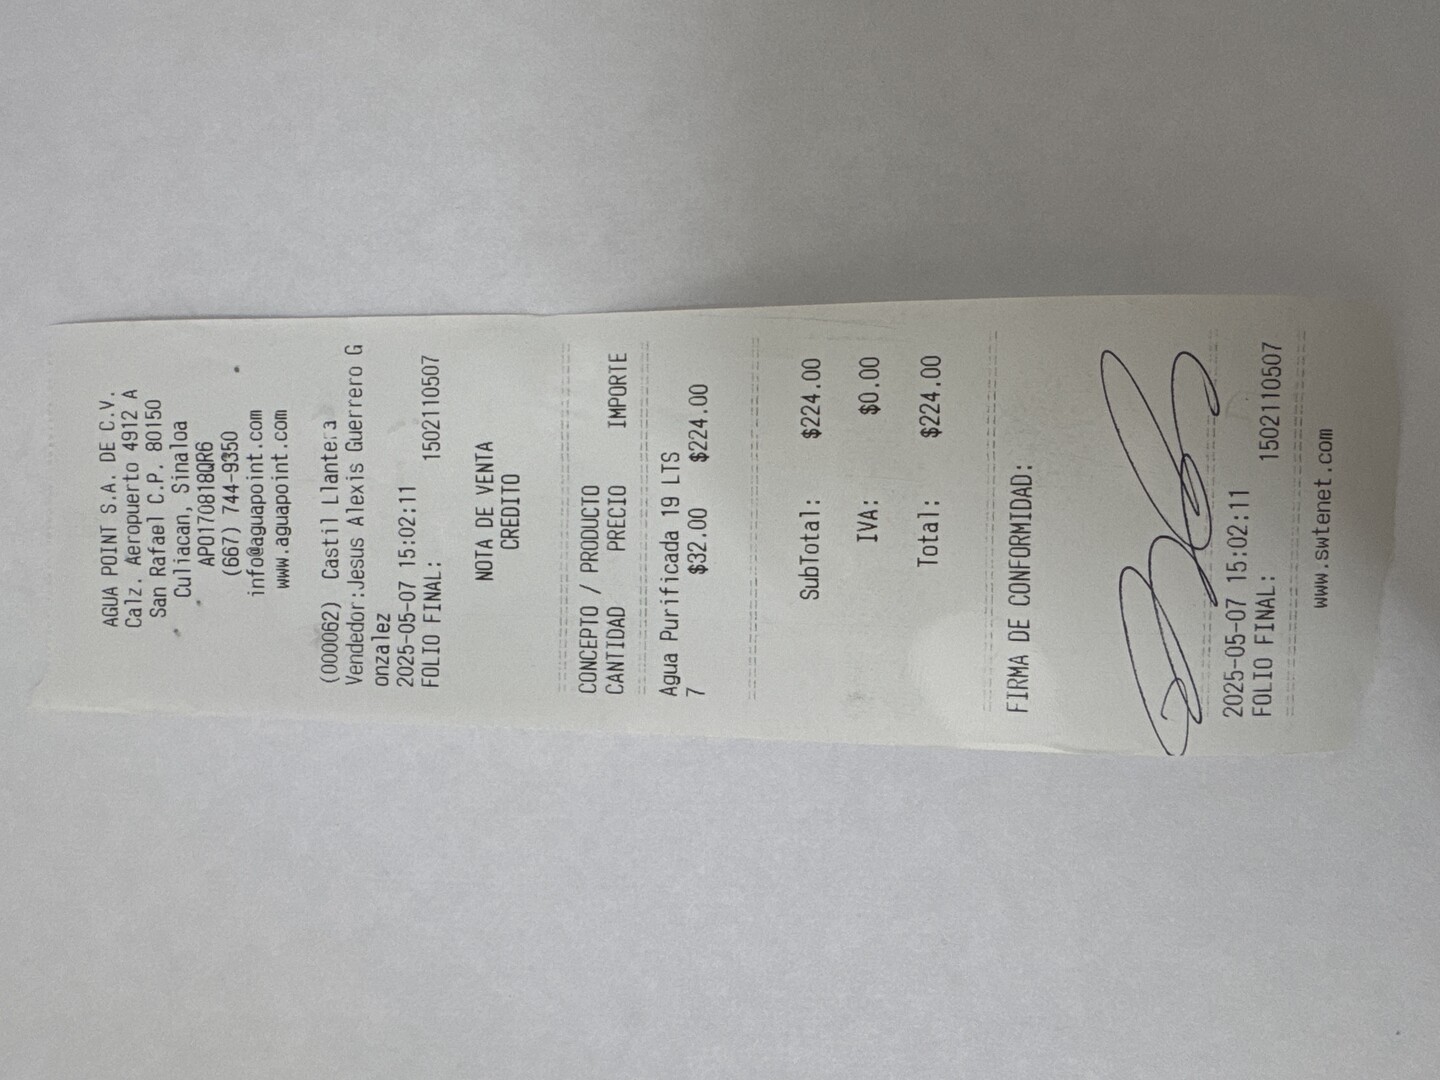 AGUA POINT S.A. DE C.V.
Calz. Aeropuerto 4912 A
San Rafael C.P. 80150
Culiacan, Sinaloa
APO170818QR6
(667) 744-9350
info@aguapoint.com
www.aguapoint.com
(000062) Castil Llantera
Vendedor:Jesus Alexis Guerrero G
onzalez
2025-05-07 15:02:11
FOLIO FINAL: 1502110507
NOTA DE VENTA
CREDITO
CONCEPTO / PRODUCTO
CANTIDAD PRECIO IMPORTE
Agua Purificada 19 LTS
7 $32.00 $224.00
SubTotal: $224.00
IVA: $0.00
Total: $224.00
FIRMA DE CONFORMIDAD:
2025-05-07 15:02:11
FOLIO FINAL: 1502110507
www.swtenet.com